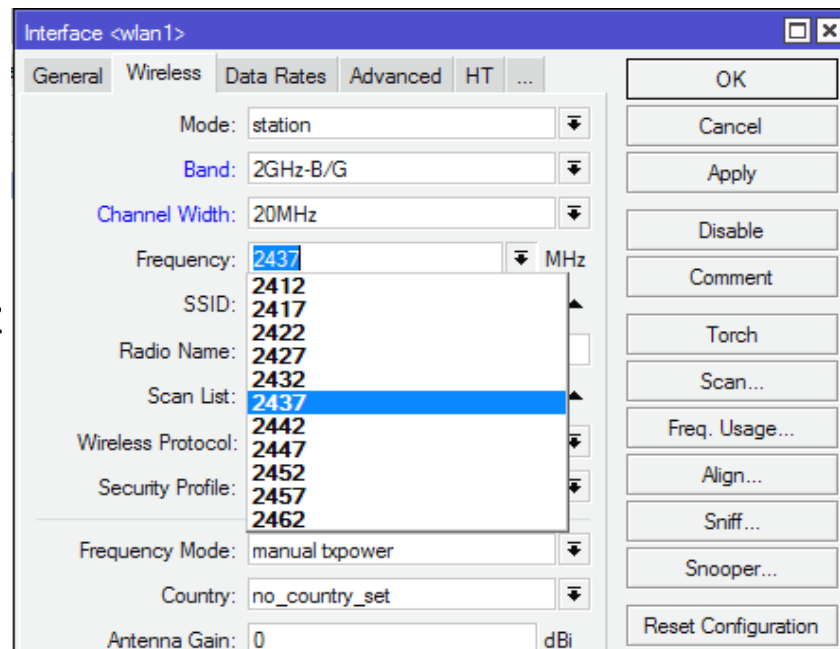 Interface <wlan1>
General Wireless Data Rates Advanced HT ...
Mode: station
Band: 2GHz-B/G
Channel Width: 20MHz
Frequency: 2437 MHz
2412
2417
2422
2427
2432
2437
2442
2447
2452
2457
2462
SSID:
Radio Name:
Scan List:
Wireless Protocol:
Security Profile:
Frequency Mode: manual txpower
Country: no_country_set
Antenna Gain: 0 dBi
OK
Cancel
Apply
Disable
Comment
Torch
Scan...
Freq. Usage...
Align...
Sniff...
Snooper...
Reset Configuration